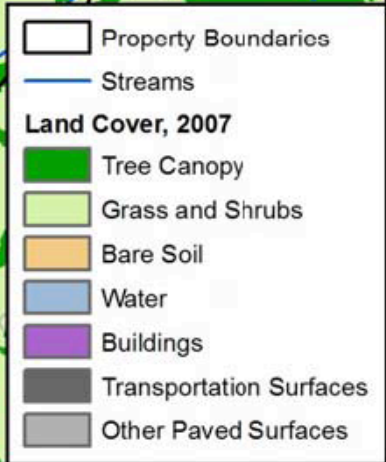 Property Boundaries
Streams
Land Cover, 2007
Tree Canopy
Grass and Shrubs
Bare Soil
Water
Buildings
Transportation Surfaces
Other Paved Surfaces